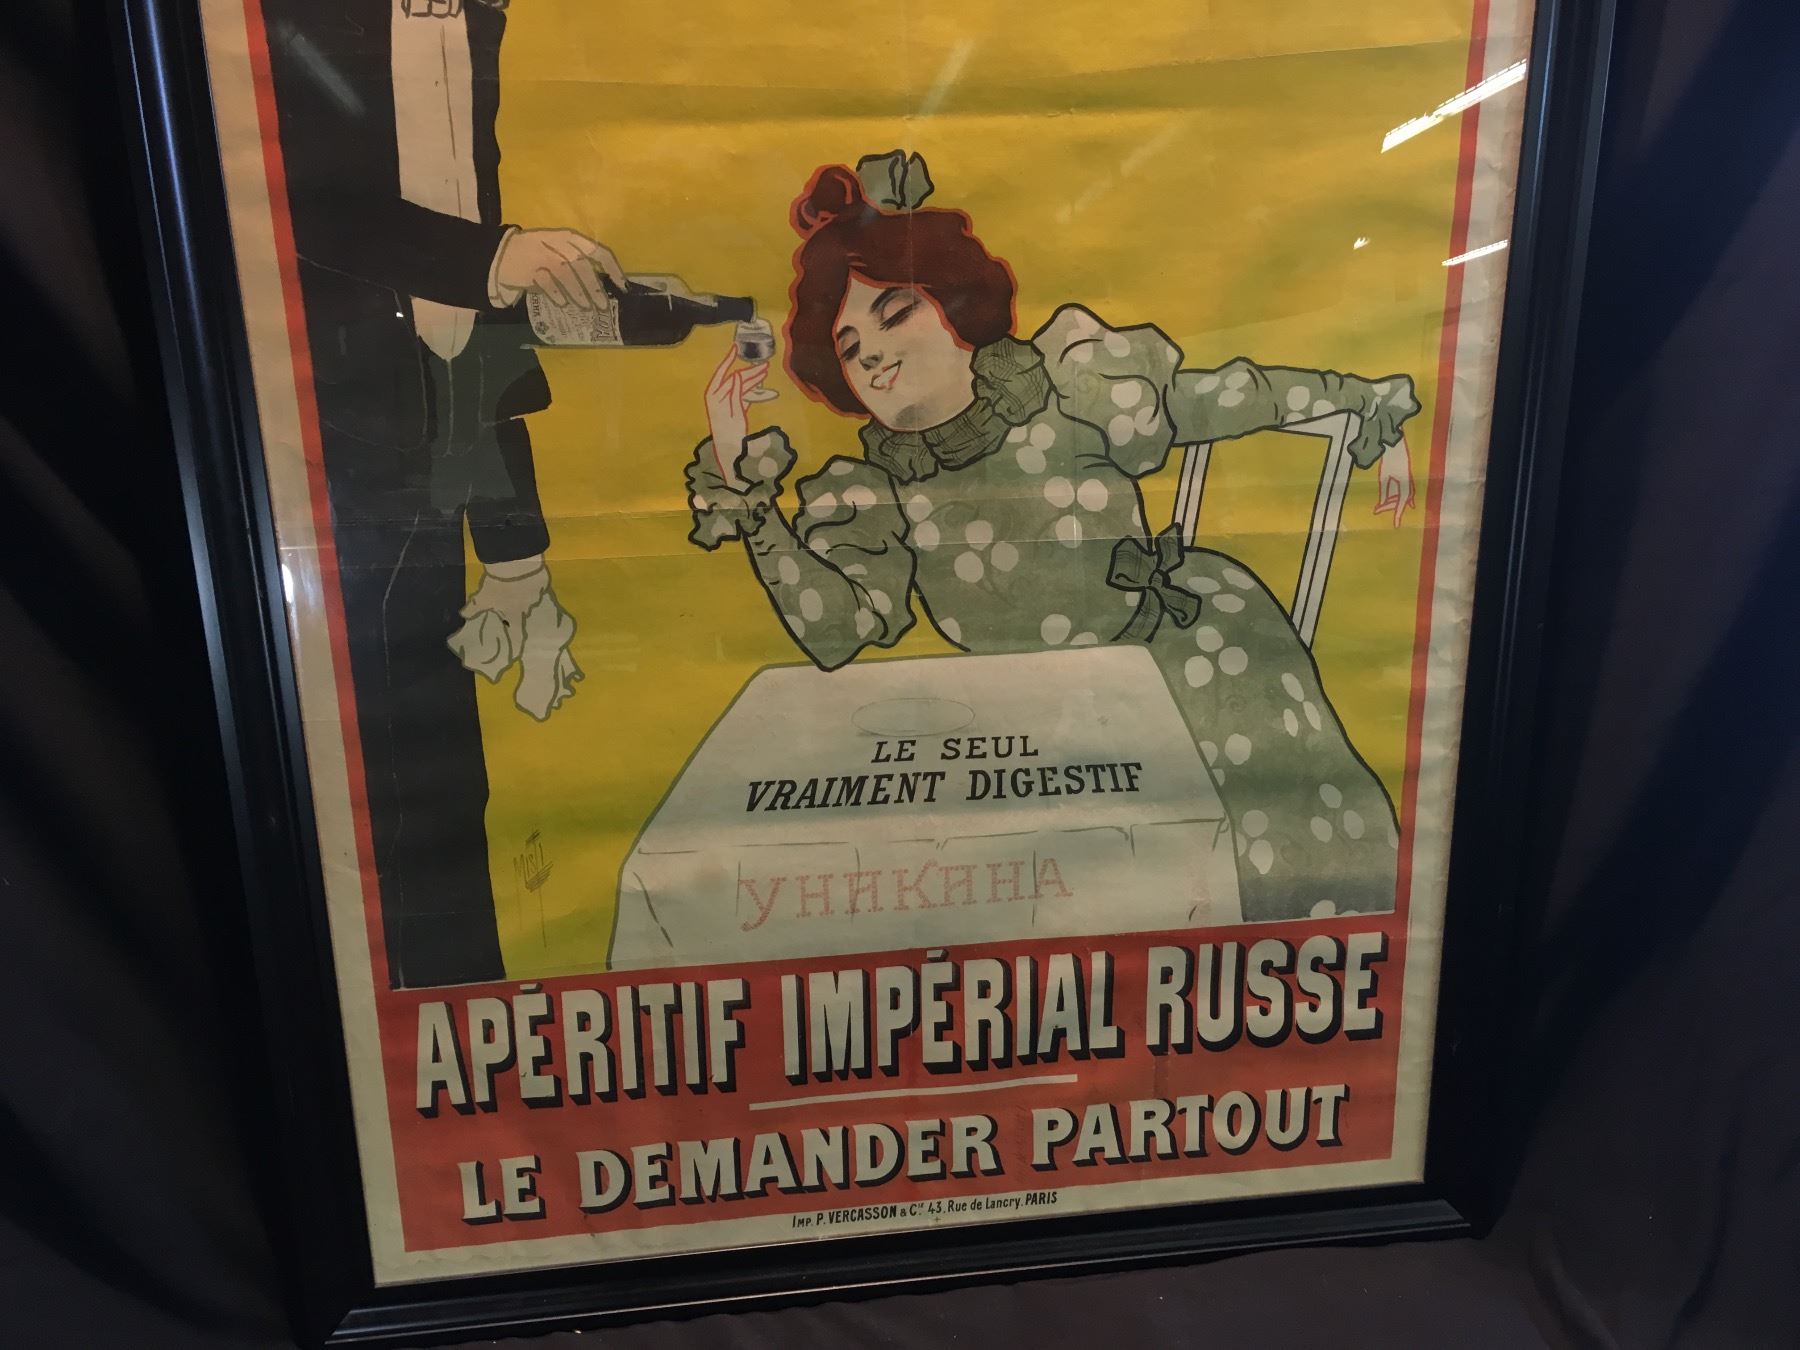 LE SEUL
VRAIMENT DIGESTIF
MISTI
УНИКИНА
APÉRITIF IMPÉRIAL RUSSE
LE DEMANDER PARTOUT
IMP. P. VERCASSON & Cie 43. Rue de Lancry. PARIS